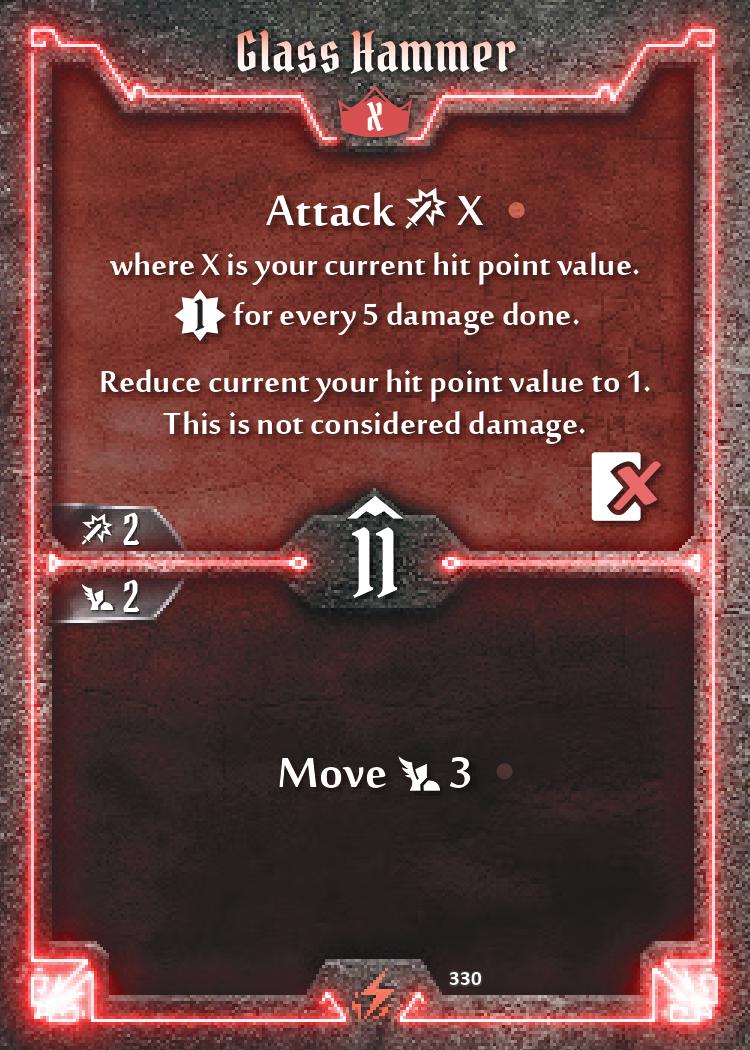 Glass Hammer
X
Attack X
where X is your current hit point value.
1 for every 5 damage done.
Reduce current your hit point value to 1.
This is not considered damage.
2
11
2
Move 3
330